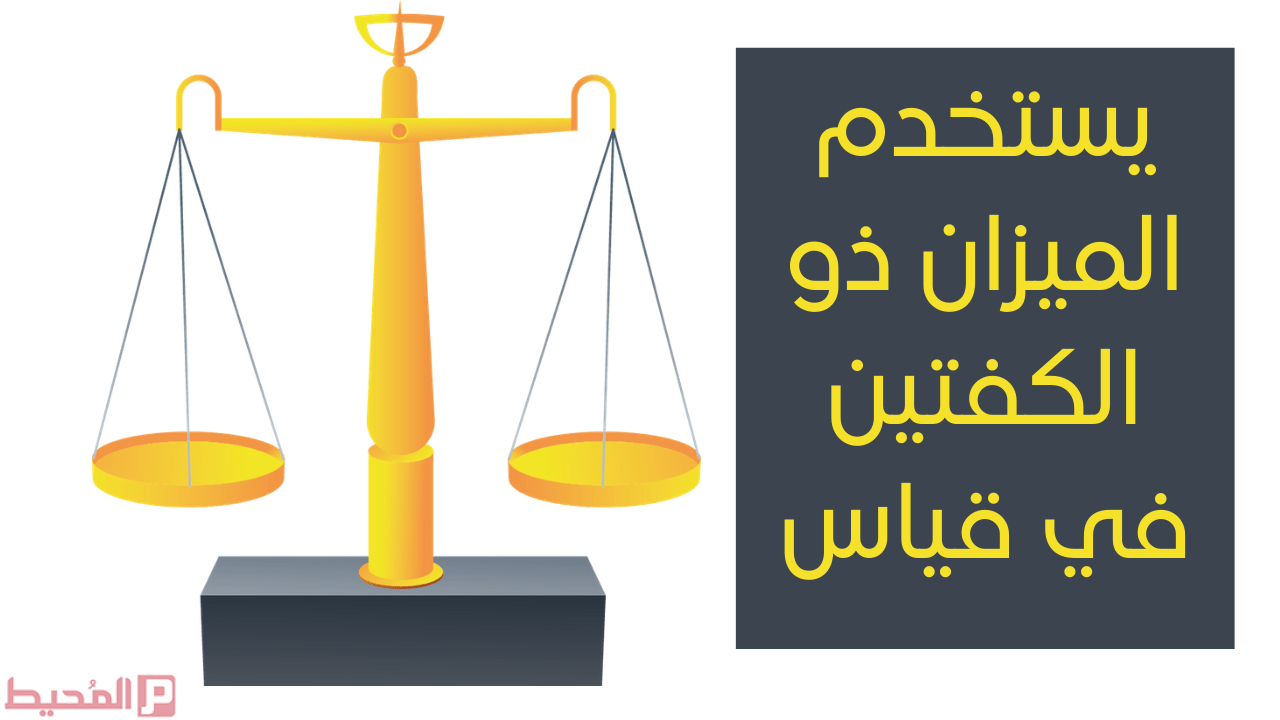 يستخدم
الميزان ذو
الكفتين
في قياس
المُحيط